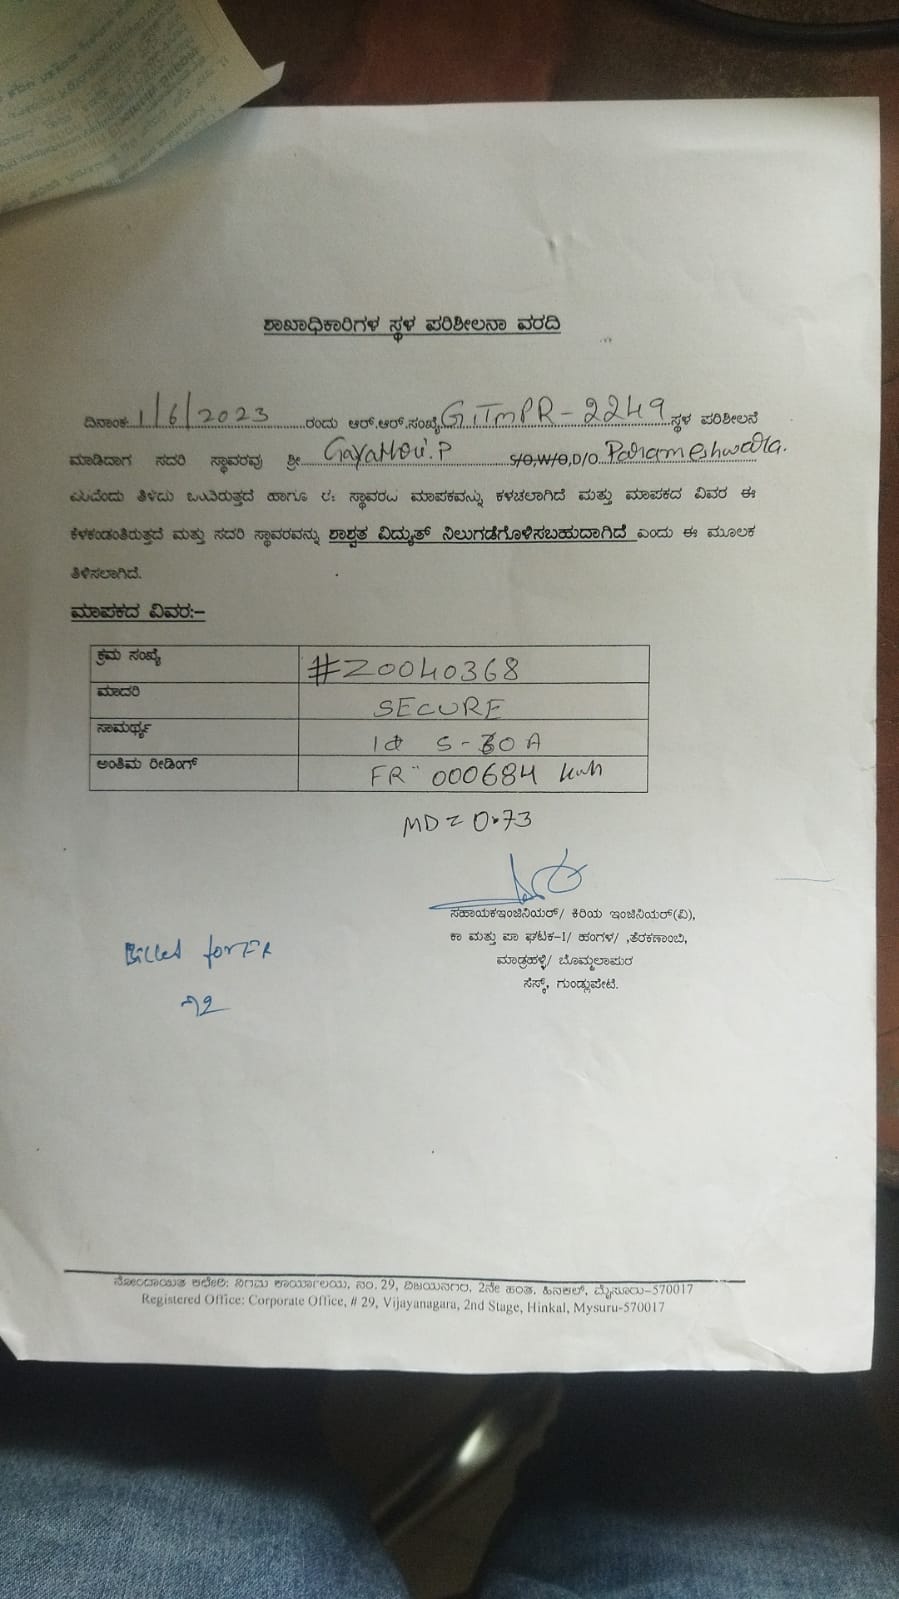 ಶಾಖಾಧಿಕಾರಿಗಳ ಸ್ಥಳ ಪರಿಶೀಲನಾ ವರದಿ
ದಿನಾಂಕ 1/6/2023 ರಂದು ಆರ್.ಆರ್.ಸಂಖ್ಯೆ GTMPR-2249 ಸ್ಥಳ ಪರಿಶೀಲನೆ
ಮಾಡಿದಾಗ ಸದರಿ ಸ್ಥಾವರವು ಶ್ರೀ Gayathri.P S/O,W/O,D/O Parameshwara.
ತಿಳಿದು ಬಂದಿರುತ್ತದೆ ಹಾಗೂ ಸ್ಥಾವರದ ಮಾಪಕವನ್ನು ಕಳಚಲಾಗಿದೆ ಮತ್ತು ಮಾಪಕದ ವಿವರ ಈ
ಕೆಳಕಂಡಂತಿರುತ್ತದೆ ಮತ್ತು ಸದರಿ ಸ್ಥಾವರವನ್ನು ಶಾಶ್ವತ ವಿದ್ಯುತ್ ನಿಲುಗಡೆಗೊಳಿಸಬಹುದಾಗಿದೆ ಎಂದು ಈ ಮೂಲಕ
ತಿಳಿಸಲಾಗಿದೆ.
ಮಾಪಕದ ವಿವರ:-
ಕ್ರಮ ಸಂಖ್ಯೆ #Z0040368
ಮಾದರಿ SECURE
ಸಾಮರ್ಥ್ಯ 1Φ 5-30A
ಅಂತಿಮ ರೀಡಿಂಗ್ FR 000684 kwh
MD = 0.73
ಸಹಾಯಕಇಂಜಿನಿಯರ್/ ಕಿರಿಯ ಇಂಜಿನಿಯರ್(ವಿ),
ಕಾ ಮತ್ತು ಪಾ ಘಟಕ-1/ ಹಂಗಳ/ ,ತೆರಕಣಾಂಬಿ,
ಮಾಡ್ರಹಳ್ಳಿ/ ಬೊಮ್ಮಲಾಪುರ
ಸೆಸ್ಕ್, ಗುಂಡ್ಲುಪೇಟೆ.
Billed for FR
ನೋಂದಾಯಿತ ಕಛೇರಿ: ನಿಗಮ ಕಾರ್ಯಾಲಯ, ನಂ. 29, ವಿಜಯನಗರ, 2ನೇ ಹಂತ, ಹಿನಕಲ್, ಮೈಸೂರು-570017
Registered Office: Corporate Office, # 29, Vijayanagara, 2nd Stage, Hinkal, Mysuru-570017